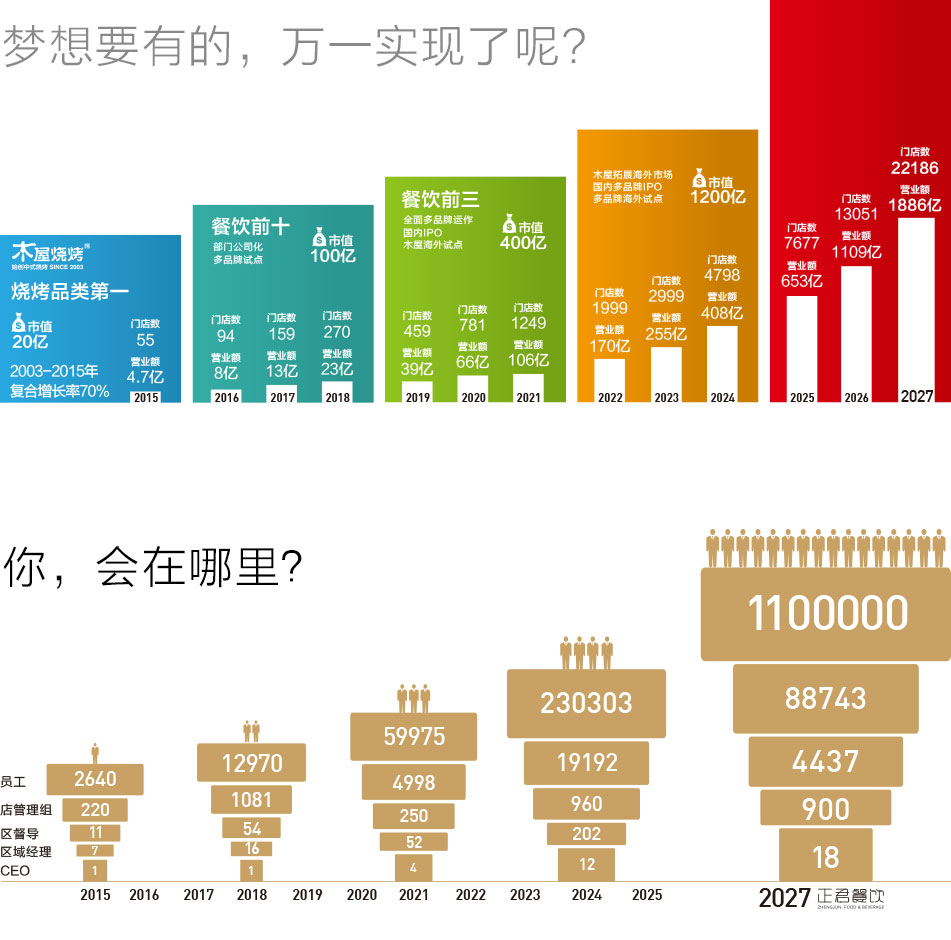 梦想要有的，万一实现了呢？
木屋烧烤
始创中式烧烤 SINCE 2003
烧烤品类第一
市值
20亿
2003-2015年
复合增长率70%
门店数
55
营业额
4.7亿
2015
餐饮前十
部门公司化
多品牌试点
市值
100亿
门店数
94
营业额
8亿
2016
门店数
159
营业额
13亿
2017
门店数
270
营业额
23亿
2018
餐饮前三
全面多品牌运作
国内IPO
木屋海外试点
市值
400亿
门店数
459
营业额
39亿
2019
门店数
781
营业额
66亿
2020
门店数
1249
营业额
106亿
2021
木屋拓展海外市场
国内多品牌IPO
多品牌海外试点
市值
1200亿
门店数
1999
营业额
170亿
2022
门店数
2999
营业额
255亿
2023
门店数
4798
营业额
408亿
2024
门店数
7677
营业额
653亿
2025
门店数
13051
营业额
1109亿
2026
门店数
22186
营业额
1886亿
2027
你，会在哪里？
员工
2640
12970
59975
230303
1100000
店管理组
220
1081
4998
19192
88743
区督导
11
54
250
960
4437
区域经理
7
16
52
202
900
CEO
1
1
4
12
18
2015
2016
2017
2018
2019
2020
2021
2022
2023
2024
2025
2027 正君餐饮
ZHENGJUN FOOD & BEVERAGE